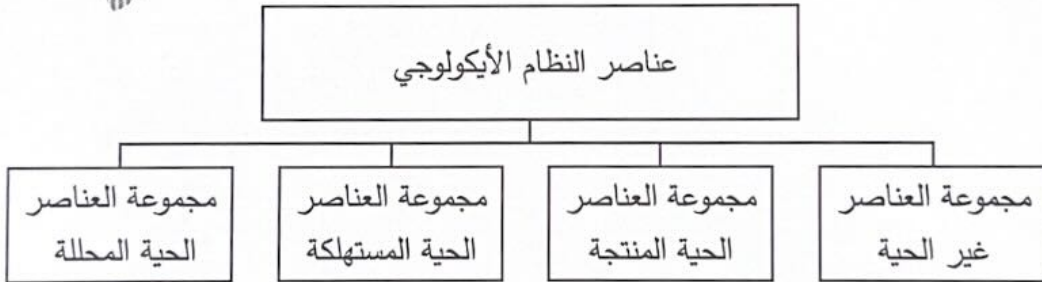 عناصر النظام الأيكولوجي
مجموعة العناصر
غير الحية
مجموعة العناصر
الحية المنتجة
مجموعة العناصر
الحية المستهلكة
مجموعة العناصر
الحية المحللة